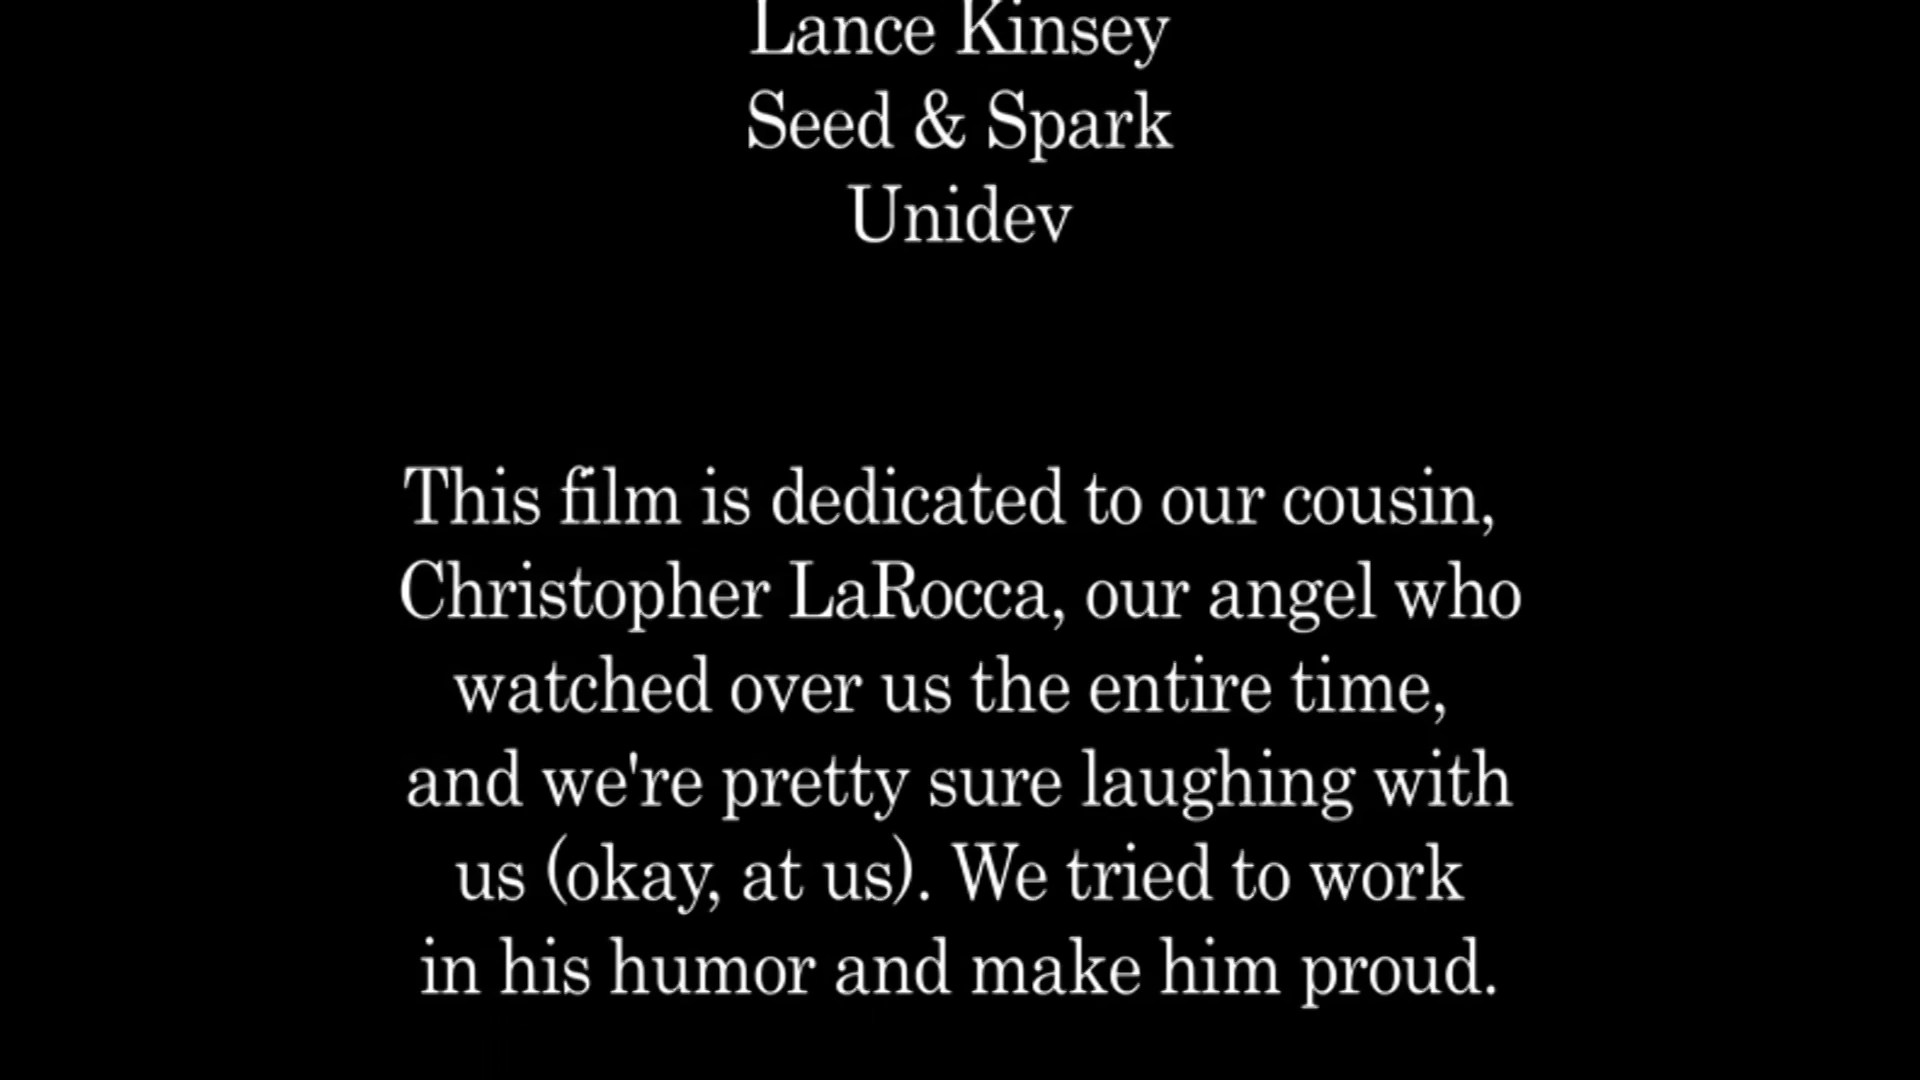 Lance Kinsey
Seed & Spark
Unidev
This film is dedicated to our cousin,
Christopher LaRocca, our angel who
watched over us the entire time,
and we're pretty sure laughing with
us (okay, at us). We tried to work
in his humor and make him proud.